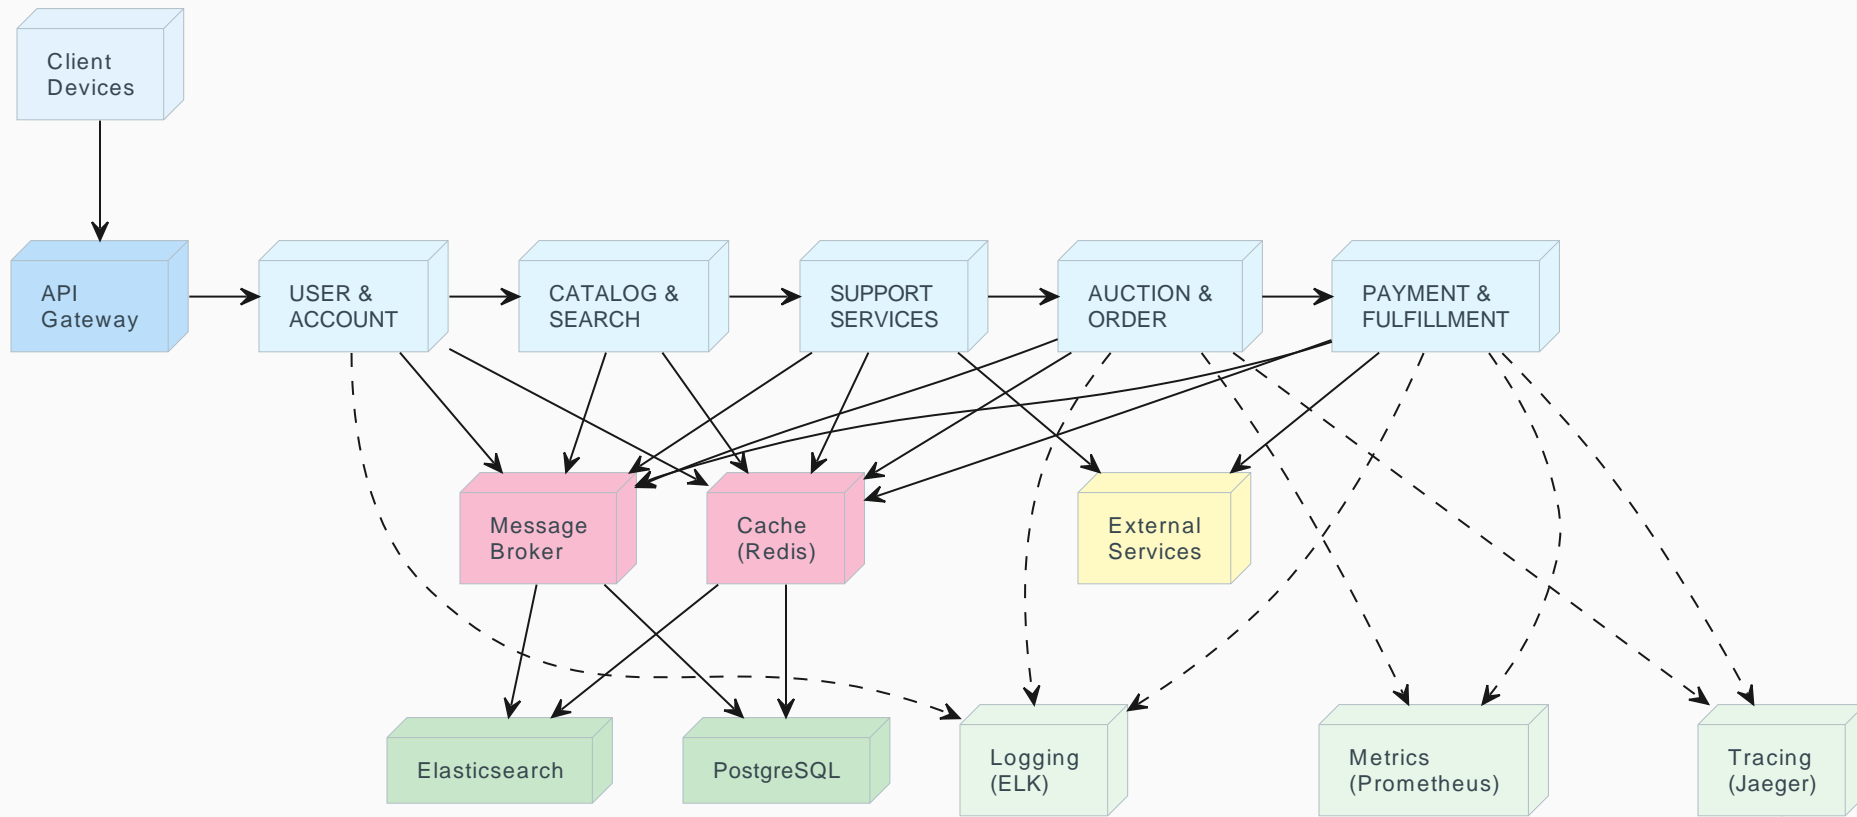 Client
Devices
API
Gateway
USER &
ACCOUNT
CATALOG &
SEARCH
SUPPORT
SERVICES
AUCTION &
ORDER
PAYMENT &
FULFILLMENT
Message
Broker
Cache
(Redis)
External
Services
Elasticsearch
PostgreSQL
Logging
(ELK)
Metrics
(Prometheus)
Tracing
(Jaeger)